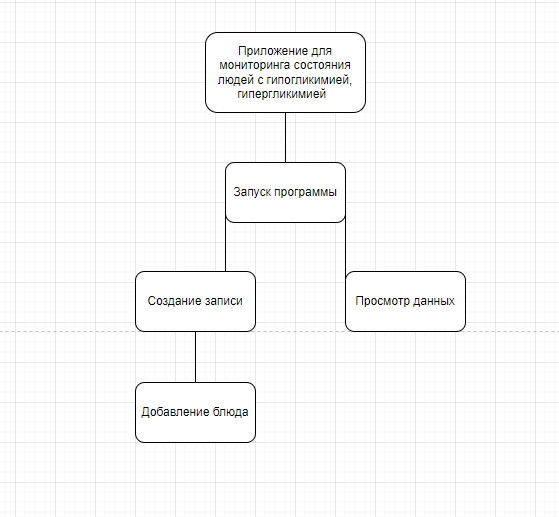 Приложение для
мониторинга состояния
людей с гипогликимией,
гипергликимией
Запуск программы
Создание записи
Просмотр данных
Добавление блюда